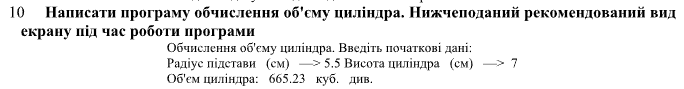 10 Написати програму обчислення об'єму циліндра. Нижчеподаний рекомендований вид
екрану під час роботи програми
Обчислення об'єму циліндра. Введіть початкові дані:
Радіус підстави (см) —> 5.5 Висота циліндра (см) —> 7
Об'єм циліндра: 665.23 куб. див.